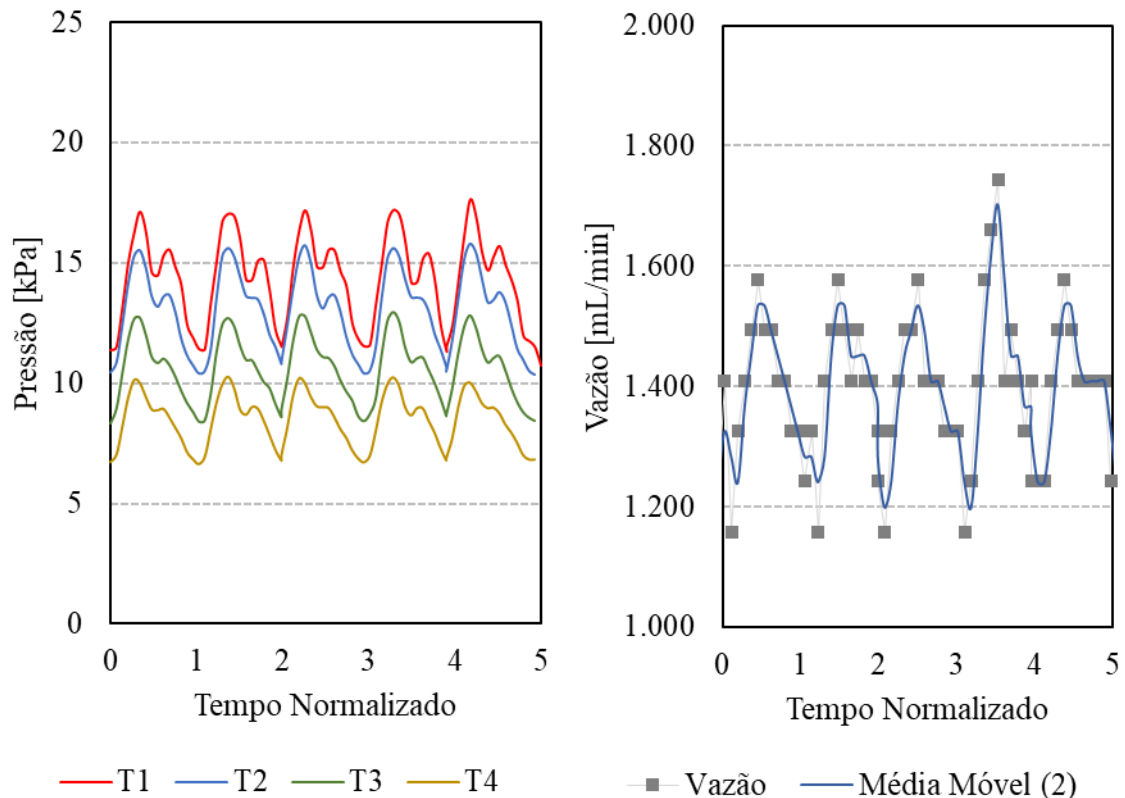 25
20
15
10
5
0
Pressão [kPa]
0 1 2 3 4 5
Tempo Normalizado
T1 T2 T3 T4
2.000
1.800
1.600
1.400
1.200
1.000
Vazão [mL/min]
0 1 2 3 4 5
Tempo Normalizado
Vazão Média Móvel (2)